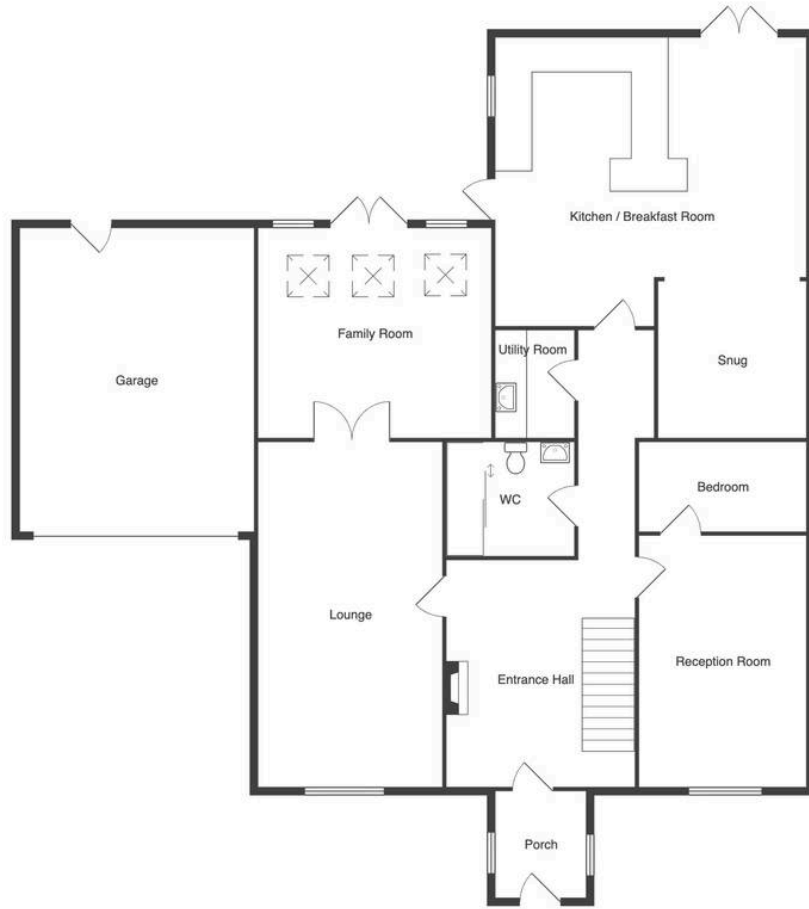 Kitchen / Breakfast Room
Family Room
Utility Room
Snug
Garage
Bedroom
WC
Lounge
Reception Room
Entrance Hall
Porch